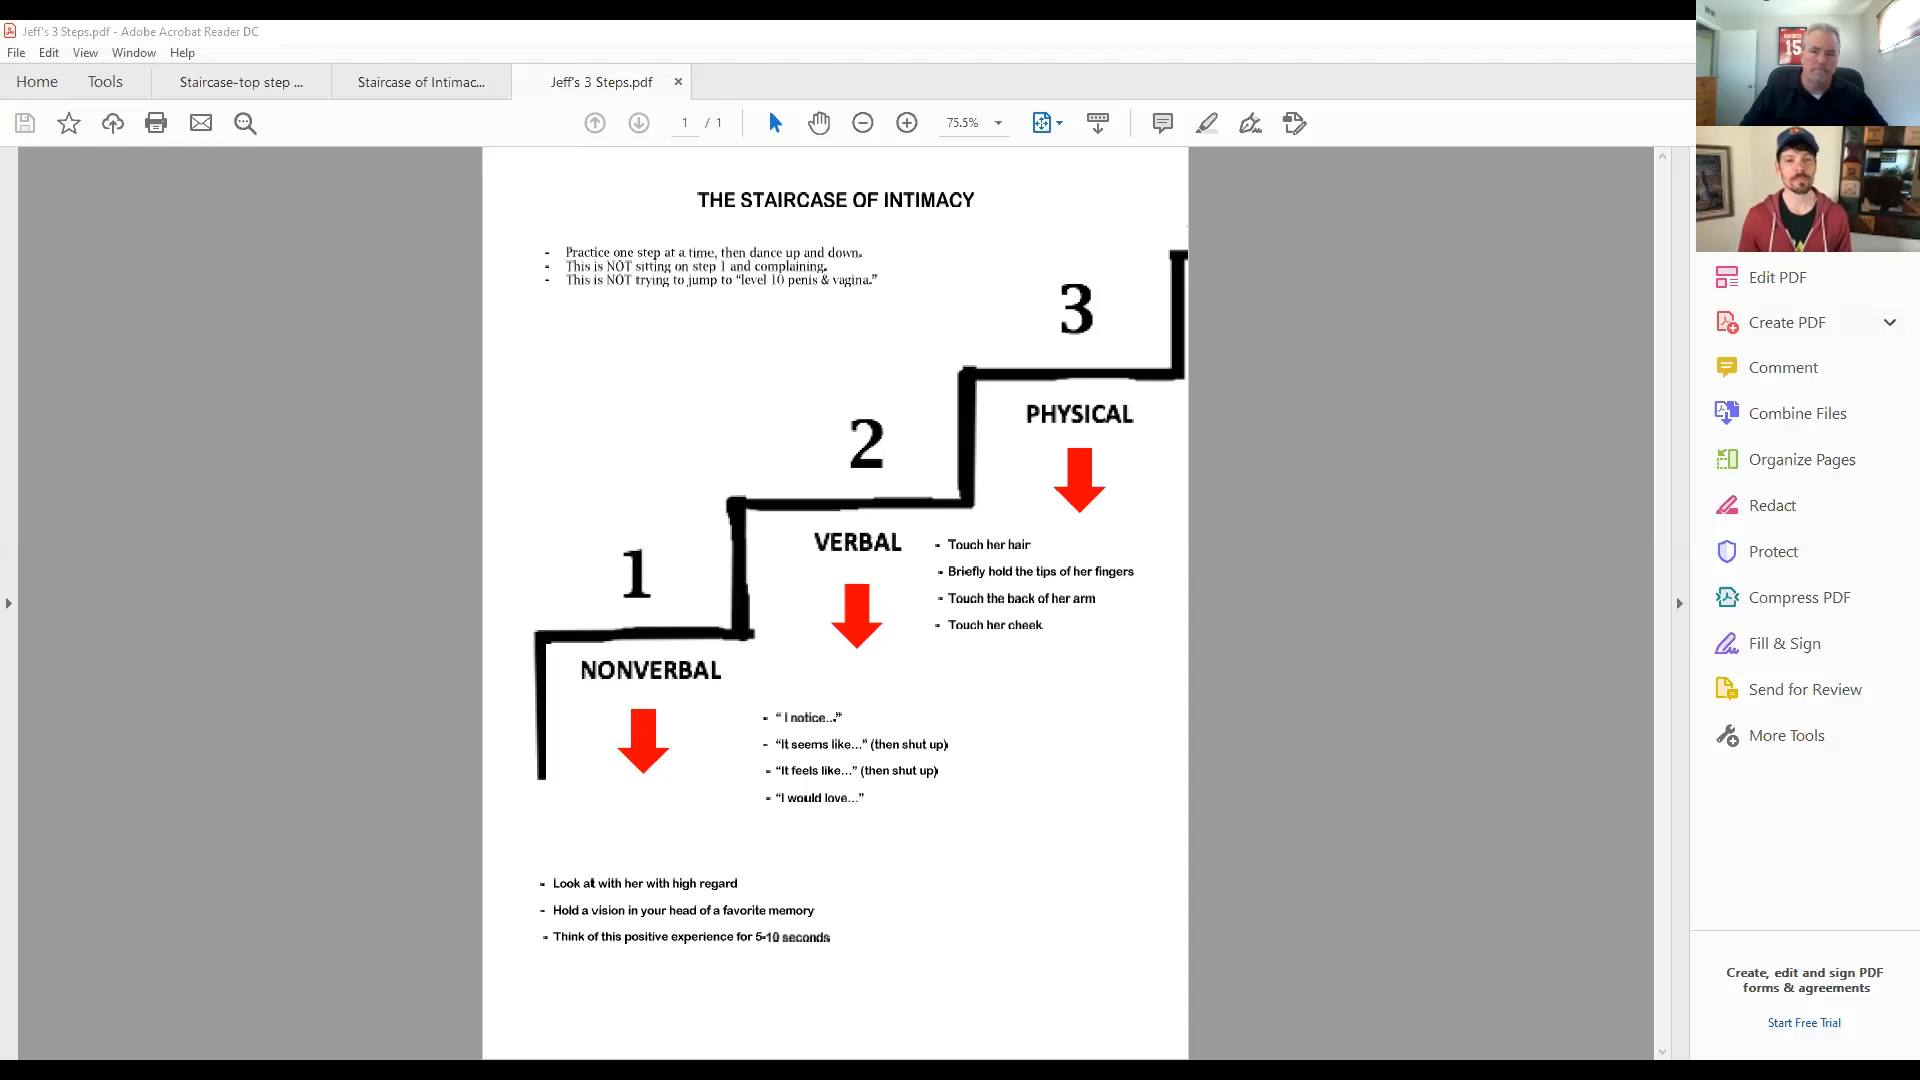 Jeff's 3 Steps.pdf - Adobe Acrobat Reader DC
File Edit View Window Help
Home Tools Staircase-top step ... Staircase of Intimac... Jeff's 3 Steps.pdf
1 / 1 75.5%
THE STAIRCASE OF INTIMACY
- Practice one step at a time, then dance up and down.
- This is NOT sitting on step 1 and complaining.
- This is NOT trying to jump to “level 10 penis & vagina.”
3
PHYSICAL
- Touch her hair
- Briefly hold the tips of her fingers
- Touch the back of her arm
- Touch her cheek
2
VERBAL
- “ I notice...”
- “It seems like...” (then shut up)
- “It feels like...” (then shut up)
- “I would love...”
1
NONVERBAL
- Look at with her with high regard
- Hold a vision in your head of a favorite memory
- Think of this positive experience for 5-10 seconds
15
Edit PDF
Create PDF
Comment
Combine Files
Organize Pages
Redact
Protect
Compress PDF
Fill & Sign
Send for Review
More Tools
Create, edit and sign PDF
forms & agreements
Start Free Trial